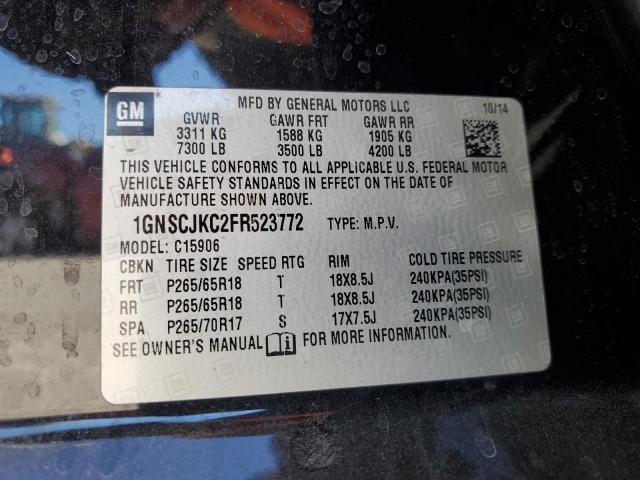 GM
MFD BY GENERAL MOTORS LLC
10/14
GVWR GAWR FRT GAWR RR
3311 KG 1588 KG 1905 KG
7300 LB 3500 LB 4200 LB
THIS VEHICLE CONFORMS TO ALL APPLICABLE U.S. FEDERAL MOTOR
VEHICLE SAFETY STANDARDS IN EFFECT ON THE DATE OF
MANUFACTURE SHOWN ABOVE.
1GNSCJKC2FR523772 TYPE: M.P.V.
MODEL: C15906
CBKN TIRE SIZE SPEED RTG RIM COLD TIRE PRESSURE
FRT P265/65R18 T 18X8.5J 240KPA(35PSI)
RR P265/65R18 T 18X8.5J 240KPA(35PSI)
SPA P265/70R17 S 17X7.5J 240KPA(35PSI)
SEE OWNER'S MANUAL FOR MORE INFORMATION.